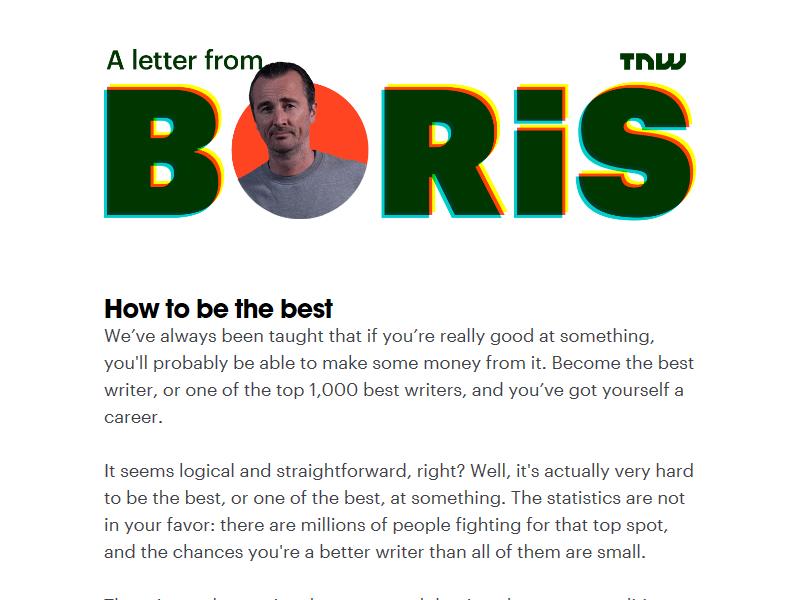 A letter from
TNW
BORiS
How to be the best
We’ve always been taught that if you’re really good at something,
you'll probably be able to make some money from it. Become the best
writer, or one of the top 1,000 best writers, and you’ve got yourself a
career.
It seems logical and straightforward, right? Well, it's actually very hard
to be the best, or one of the best, at something. The statistics are not
in your favor: there are millions of people fighting for that top spot,
and the chances you're a better writer than all of them are small.